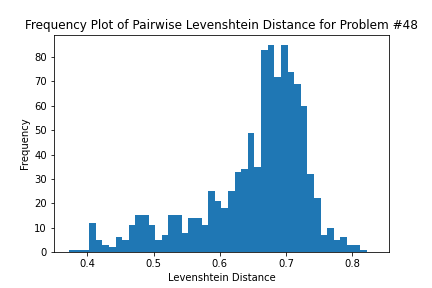 Frequency Plot of Pairwise Levenshtein Distance for Problem #48
80
70
60
50
40
30
20
10
0
Frequency
0.4 0.5 0.6 0.7 0.8
Levenshtein Distance